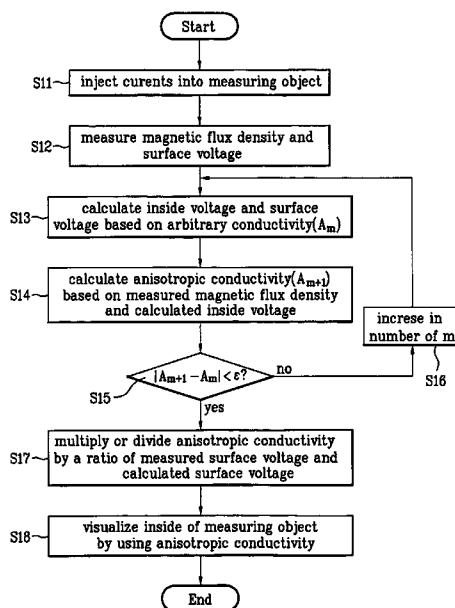 Start
S11
inject curents into measuring object
S12
measure magnetic flux density and
surface voltage
S13
calculate inside voltage and surface
voltage based on arbitrary conductivity(Am)
S14
calculate anisotropic conductivity(Am+1)
based on measured magnetic flux density
and calculated inside voltage
increse in
number of m
S16
S15
|Am+1 – Am| < ε?
no
yes
S17
multiply or divide anisotropic conductivity
by a ratio of measured surface voltage and
calculated surface voltage
S18
visualize inside of measuring object
by using anisotropic conductivity
End